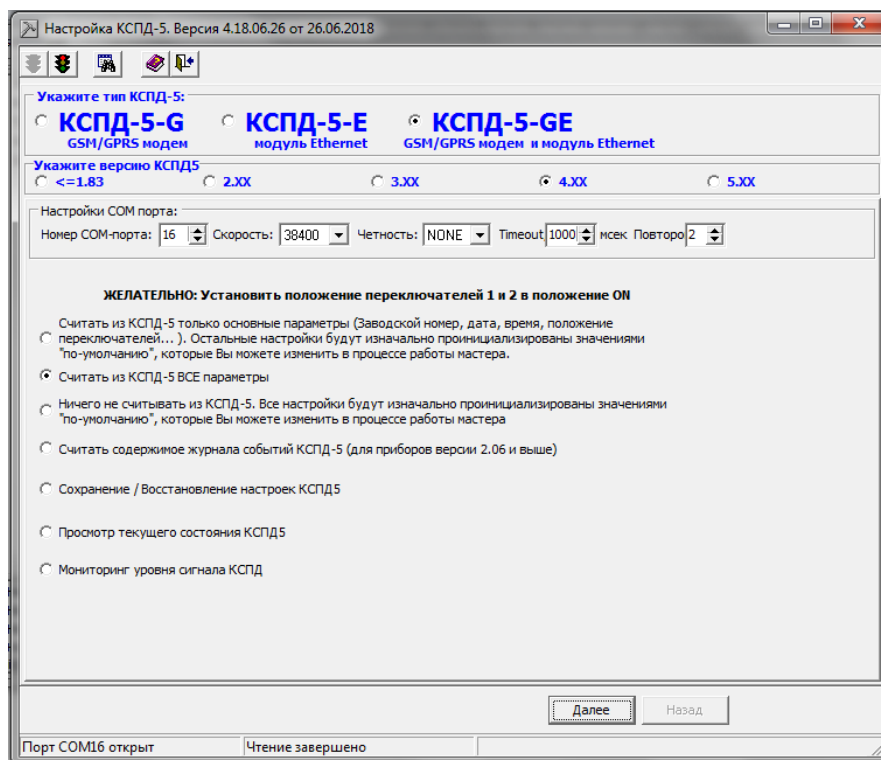 Настройка КСПД-5. Версия 4.18.06.26 от 26.06.2018
Укажите тип КСПД-5:
КСПД-5-G КСПД-5-E КСПД-5-GE
GSM/GPRS модем модуль Ethernet GSM/GPRS модем и модуль Ethernet
Укажите версию КСПД5
<=1.83 2.XX 3.XX 4.XX 5.XX
Настройки COM порта:
Номер COM-порта: 16 Скорость: 38400 Четность: NONE Timeout 1000 мсек Повторо 2
ЖЕЛАТЕЛЬНО: Установить положение переключателей 1 и 2 в положение ON
Считать из КСПД-5 только основные параметры (Заводской номер, дата, время, положение
переключателей... ). Остальные настройки будут изначально проинициализированы значениями
"по-умолчанию", которые Вы можете изменить в процессе работы мастера.
Считать из КСПД-5 ВСЕ параметры
Ничего не считывать из КСПД-5. Все настройки будут изначально проинициализированы значениями
"по-умолчанию", которые Вы можете изменить в процессе работы мастера
Считать содержимое журнала событий КСПД-5 (для приборов версии 2.06 и выше)
Сохранение / Восстановление настроек КСПД5
Просмотр текущего состояния КСПД5
Мониторинг уровня сигнала КСПД
Далее Назад
Порт COM16 открыт Чтение завершено